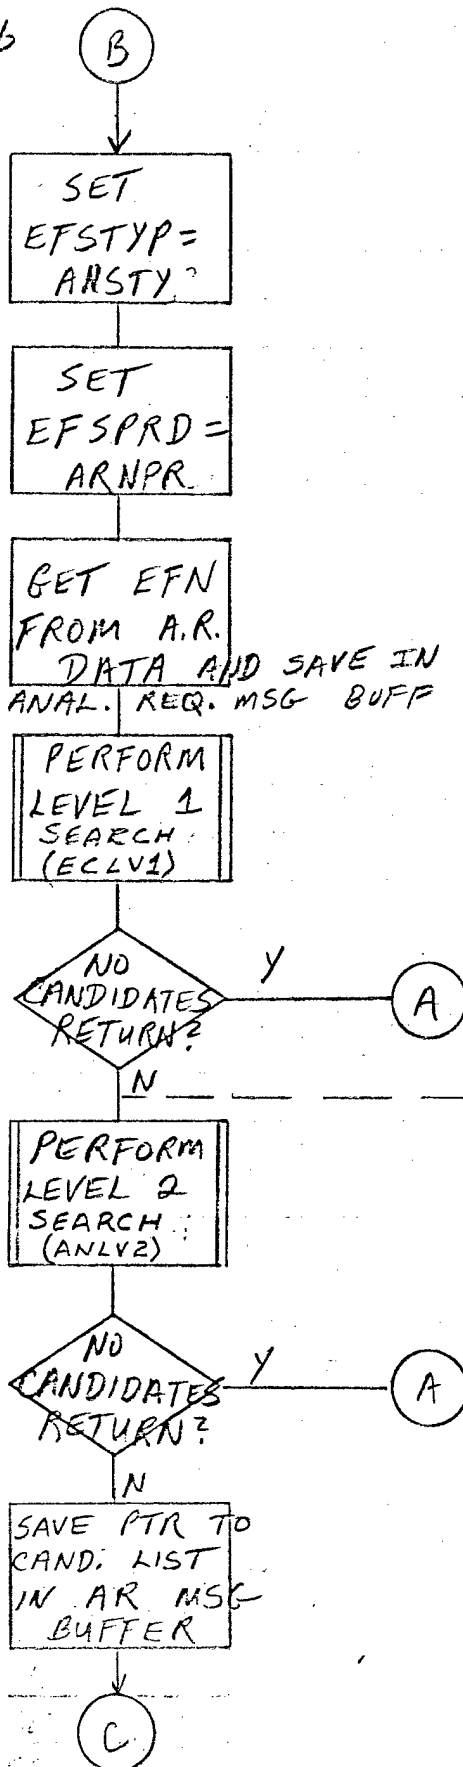 6
B
SET
EFSTYP=
SET
EFSPRD=
ARNPR
GET EFN
FROM A.R.
DATA AND SAVE IN
ANAL. REQ. MSG BUFF
PERFORM
LEVEL 1
SEARCH
(ECLV1)
NO
CANDIDATES
RETURN?
Y
A
N
PERFORM
LEVEL 2
SEARCH
(ANLV2)
NO
CANDIDATES
RETURN?
Y
A
N
SAVE PTR TO
CAND. LIST
IN AR MSG
BUFFER
C